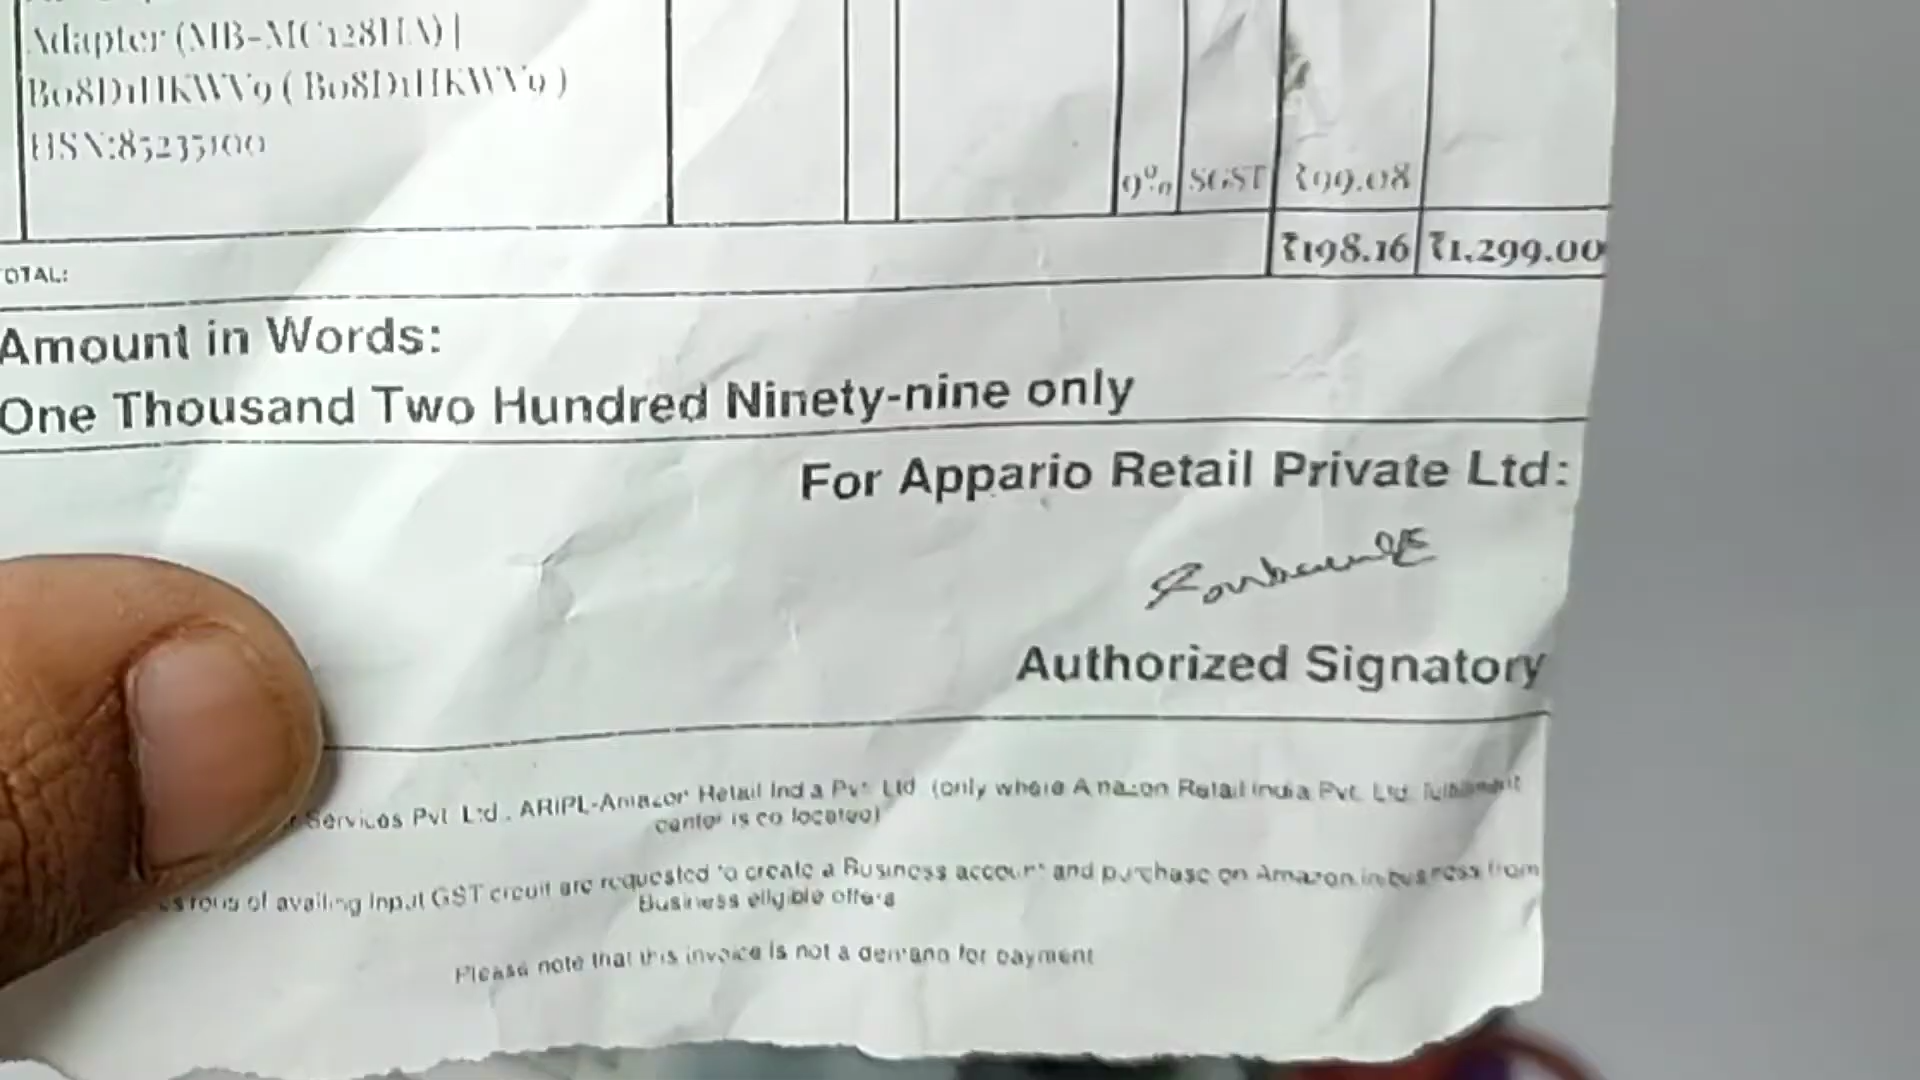 Adapter (MB-MC128HA) |
B08D1HKWV9 ( B08D1HKWV9 )
HSN:85235100
9% SGST ₹99.08
₹198.16 ₹1,299.00
OTAL:
Amount in Words:
One Thousand Two Hundred Ninety-nine only
For Appario Retail Private Ltd:
Authorized Signatory
Services Pvt. Ltd., ARIPL-Amazon Retail India Pvt. Ltd. (only where Amazon Retail India Pvt. Ltd. fulfillment
center is co-located)
of availing input GST credit are requested to create a Business account and purchase on Amazon.in/business from
Business eligible offers
Please note that this invoice is not a demand for payment